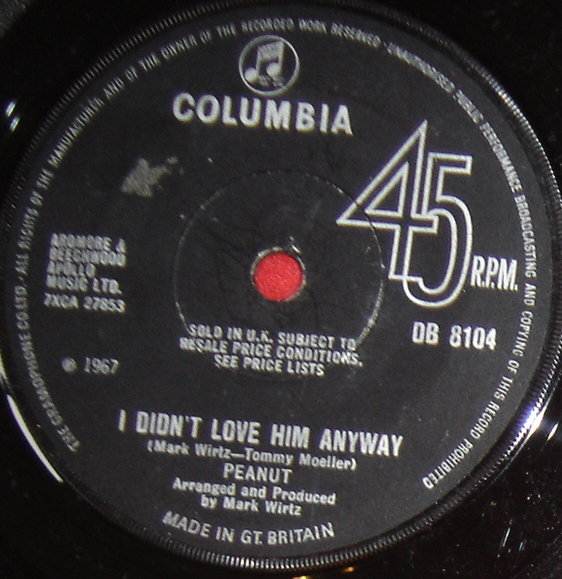 THE GRAMOPHONE CO LTD. · ALL RIGHTS OF THE MANUFACTURER AND OF THE OWNER OF THE RECORDED WORK RESERVED · UNAUTHORISED PUBLIC PERFORMANCE BROADCASTING AND COPYING OF THIS RECORD PROHIBITED
COLUMBIA
45 R.P.M.
ARDMORE &
BEECHWOOD
APOLLO
MUSIC LTD.
7XCA 27853
DB 8104
SOLD IN U.K. SUBJECT TO
RESALE PRICE CONDITIONS,
SEE PRICE LISTS
℗ 1967
I DIDN'T LOVE HIM ANYWAY
(Mark Wirtz—Tommy Moeller)
PEANUT
Arranged and Produced
by Mark Wirtz
MADE IN GT. BRITAIN